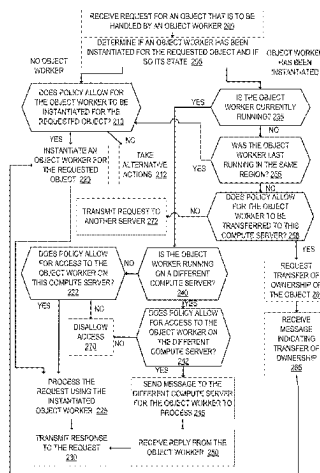 RECEIVE REQUEST FOR AN OBJECT THAT IS TO BE
HANDLED BY AN OBJECT WORKER 205
DETERMINE IF AN OBJECT WORKER HAS BEEN
INSTANTIATED FOR THE REQUESTED OBJECT AND IF
SO ITS STATE
NO OBJECT
WORKER
OBJECT WORKER
HAS BEEN
INSTANTIATED
DOES POLICY ALLOW FOR
THE OBJECT WORKER TO BE
INSTANTIATED FOR THE
REQUESTED OBJECT? 210
YES
NO
INSTANTIATE AN
OBJECT WORKER FOR
THE REQUESTED
OBJECT 220
TAKE
ALTERNATIVE
ACTIONS 212
YES
IS THE OBJECT
WORKER CURRENTLY
RUNNING?
NO
WAS THE OBJECT
WORKER LAST
RUNNING IN THE SAME
REGION?
YES
NO
TRANSMIT REQUEST TO
ANOTHER SERVER 272
NO
DOES POLICY ALLOW
FOR THE OBJECT
WORKER TO BE
TRANSFERRED TO THIS
COMPUTE SERVER?
YES
DOES POLICY ALLOW
FOR ACCESS TO THE
OBJECT WORKER ON
THIS COMPUTE SERVER?
NO
IS THE OBJECT
WORKER RUNNING
ON A DIFFERENT
COMPUTE SERVER?
240
YES
REQUEST
TRANSFER OF
OWNERSHIP OF
THE OBJECT
NO
DISALLOW
ACCESS
270
NO
DOES POLICY ALLOW
FOR ACCESS TO THE
OBJECT WORKER ON
THE DIFFERENT
COMPUTE SERVER?
242
RECEIVE
MESSAGE
INDICATING
TRANSFER OF
OWNERSHIP
265
YES
YES
PROCESS THE
REQUEST USING THE
INSTANTIATED
OBJECT WORKER 225
SEND MESSAGE TO THE
DIFFERENT COMPUTE SERVER
FOR THE OBJECT WORKER TO
PROCESS 245
TRANSMIT RESPONSE
TO THE REQUEST
230
RECEIVE REPLY FROM THE
OBJECT WORKER 250